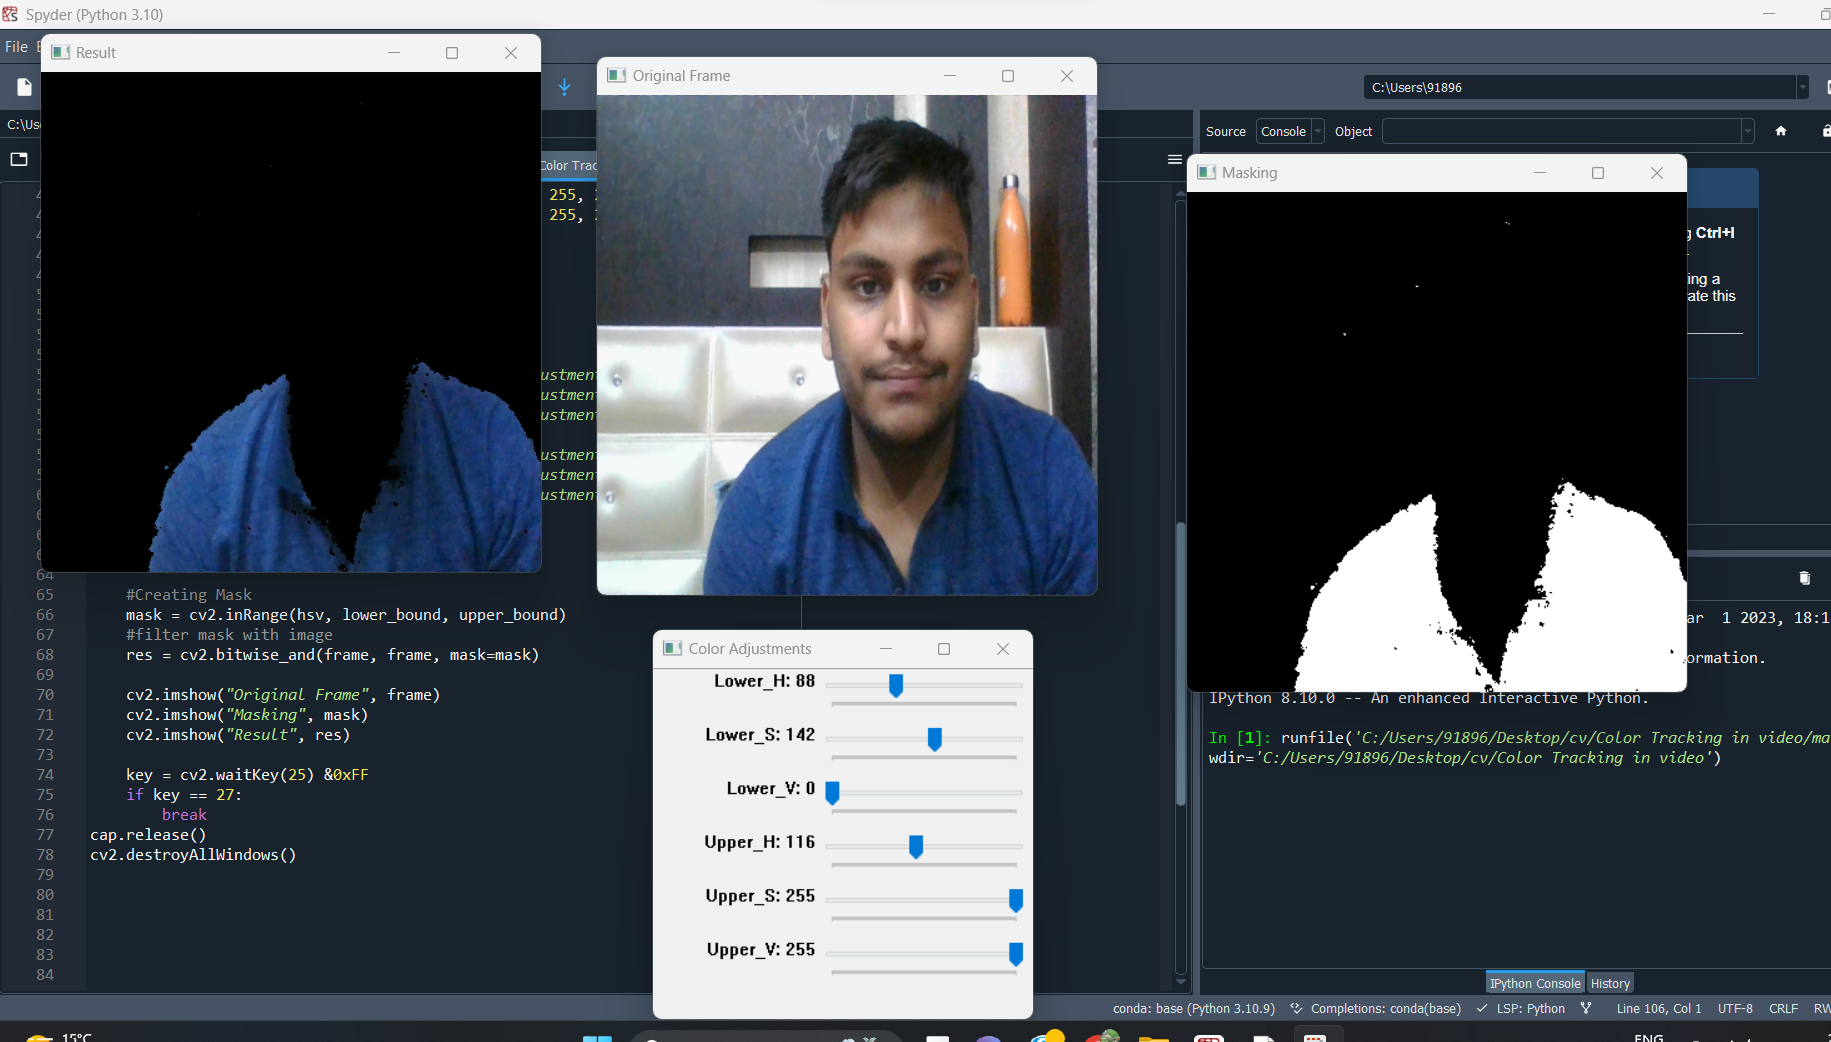 Spyder (Python 3.10)
File
Result
Original Frame
C:\Users\91896
C:\Us
Source Console Object
Color Trac
Masking
255,
255,
Ctrl+I
ing a
ate this
ustment
ustment
ustment
ustment
ustment
ustment
64
65 #Creating Mask
66 mask = cv2.inRange(hsv, lower_bound, upper_bound)
67 #filter mask with image
68 res = cv2.bitwise_and(frame, frame, mask=mask)
69
70 cv2.imshow("Original Frame", frame)
71 cv2.imshow("Masking", mask)
72 cv2.imshow("Result", res)
73
74 key = cv2.waitKey(25) &0xFF
75 if key == 27:
76 break
77 cap.release()
78 cv2.destroyAllWindows()
79
80
81
82
83
84
Color Adjustments
Lower_H: 88
Lower_S: 142
Lower_V: 0
Upper_H: 116
Upper_S: 255
Upper_V: 255
ar 1 2023, 18:1
ormation.
IPython 8.10.0 -- An enhanced Interactive Python.
In [1]: runfile('C:/Users/91896/Desktop/cv/Color Tracking in video/ma
wdir='C:/Users/91896/Desktop/cv/Color Tracking in video')
IPython Console History
conda: base (Python 3.10.9) Completions: conda(base) LSP: Python Line 106, Col 1 UTF-8 CRLF RW
15°C
ENG